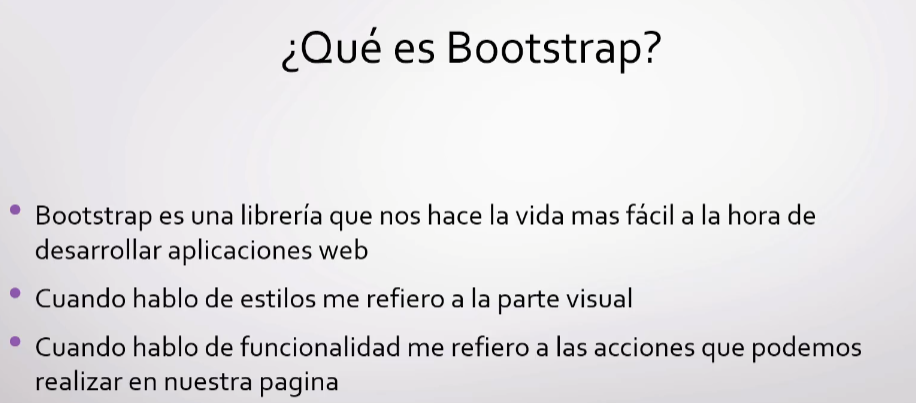 ¿Qué es Bootstrap?
• Bootstrap es una librería que nos hace la vida mas fácil a la hora de
desarrollar aplicaciones web
• Cuando hablo de estilos me refiero a la parte visual
• Cuando hablo de funcionalidad me refiero a las acciones que podemos
realizar en nuestra pagina